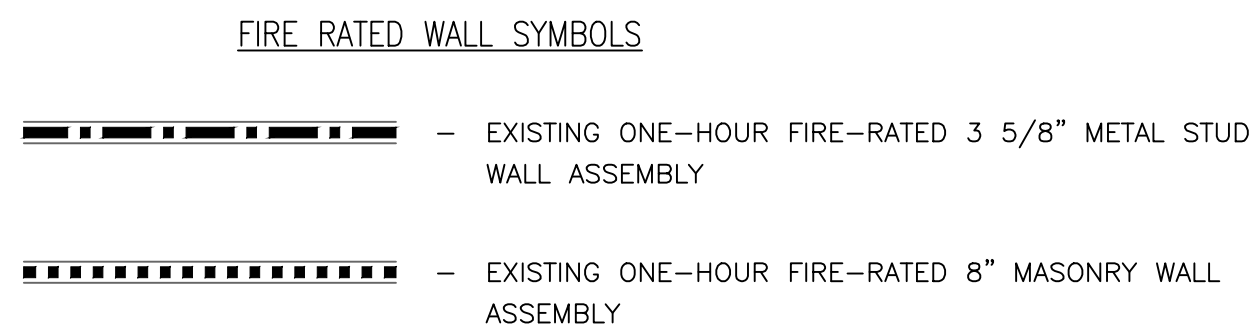 FIRE RATED WALL SYMBOLS
– EXISTING ONE–HOUR FIRE–RATED 3 5/8” METAL STUD
WALL ASSEMBLY
– EXISTING ONE–HOUR FIRE–RATED 8” MASONRY WALL
ASSEMBLY